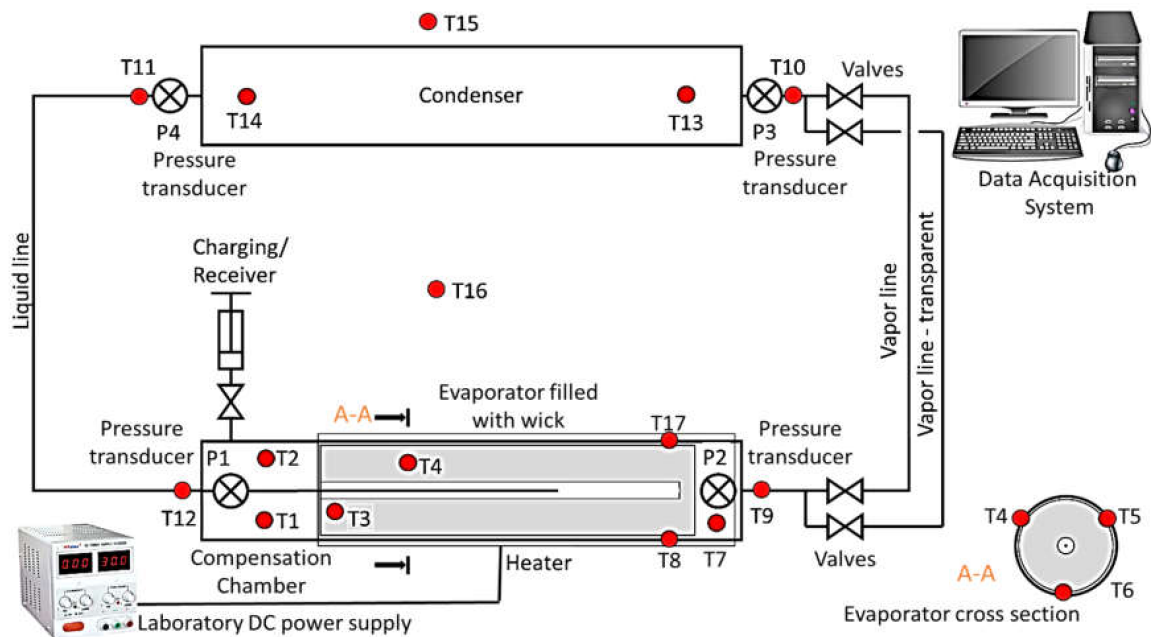 T15
T11
T10
Valves
Condenser
P4
T14
T13
P3
Pressure
transducer
Pressure
transducer
Data Acquisition
System
Charging/
Receiver
Liquid line
T16
Vapor line
Vapor line - transparent
Evaporator filled
with wick
A-A
T17
Pressure
transducer
P1
T2
T4
P2
Pressure
transducer
T12
T1
T3
T9
T4
T5
Compensation
Chamber
Heater
T8
T7
Valves
A-A
T6
Evaporator cross section
000
300
Laboratory DC power supply